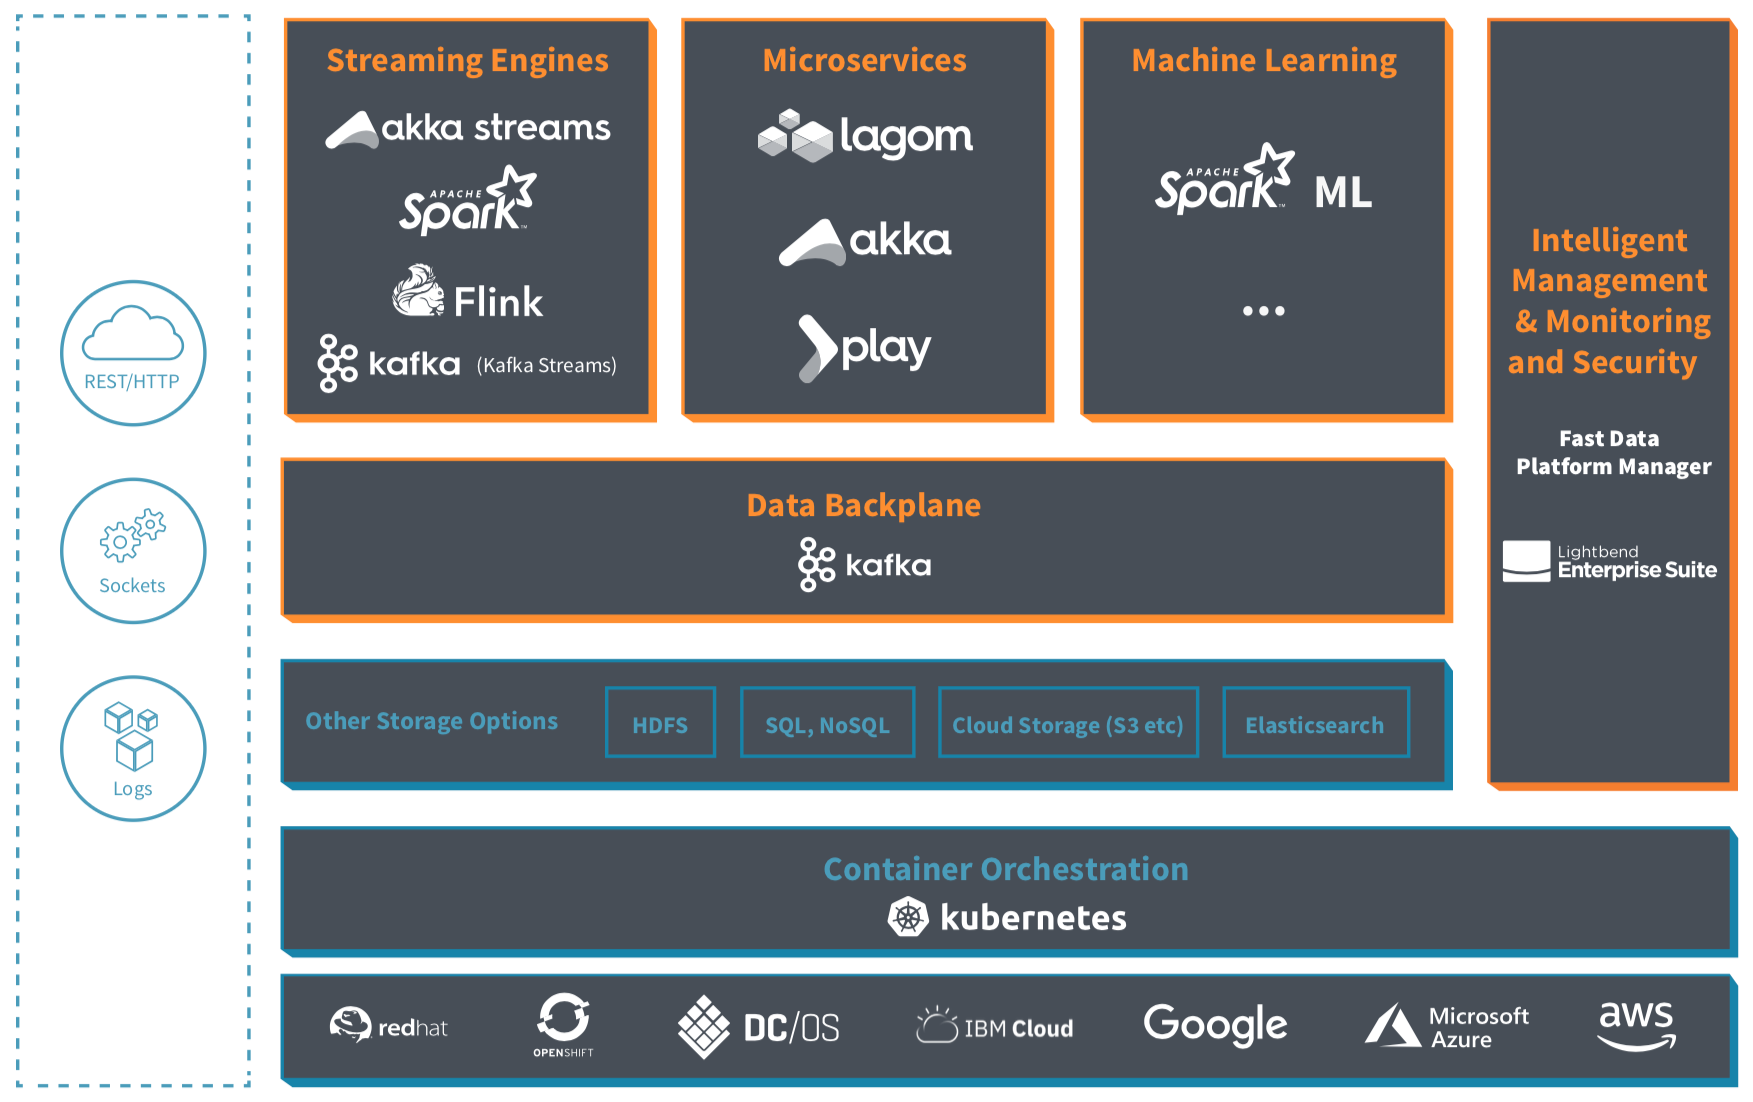 REST/HTTP
Sockets
Logs
Streaming Engines
akka streams
APACHE
Spark™
Flink
kafka (Kafka Streams)
Microservices
lagom
akka
play
Machine Learning
APACHE
Spark™ ML
...
Intelligent
Management
& Monitoring
and Security
Fast Data
Platform Manager
Lightbend
Enterprise Suite
Data Backplane
kafka
Other Storage Options
HDFS
SQL, NoSQL
Cloud Storage (S3 etc)
Elasticsearch
Container Orchestration
kubernetes
redhat
OPENSHIFT
DC/OS
IBM Cloud
Google
Microsoft
Azure
aws